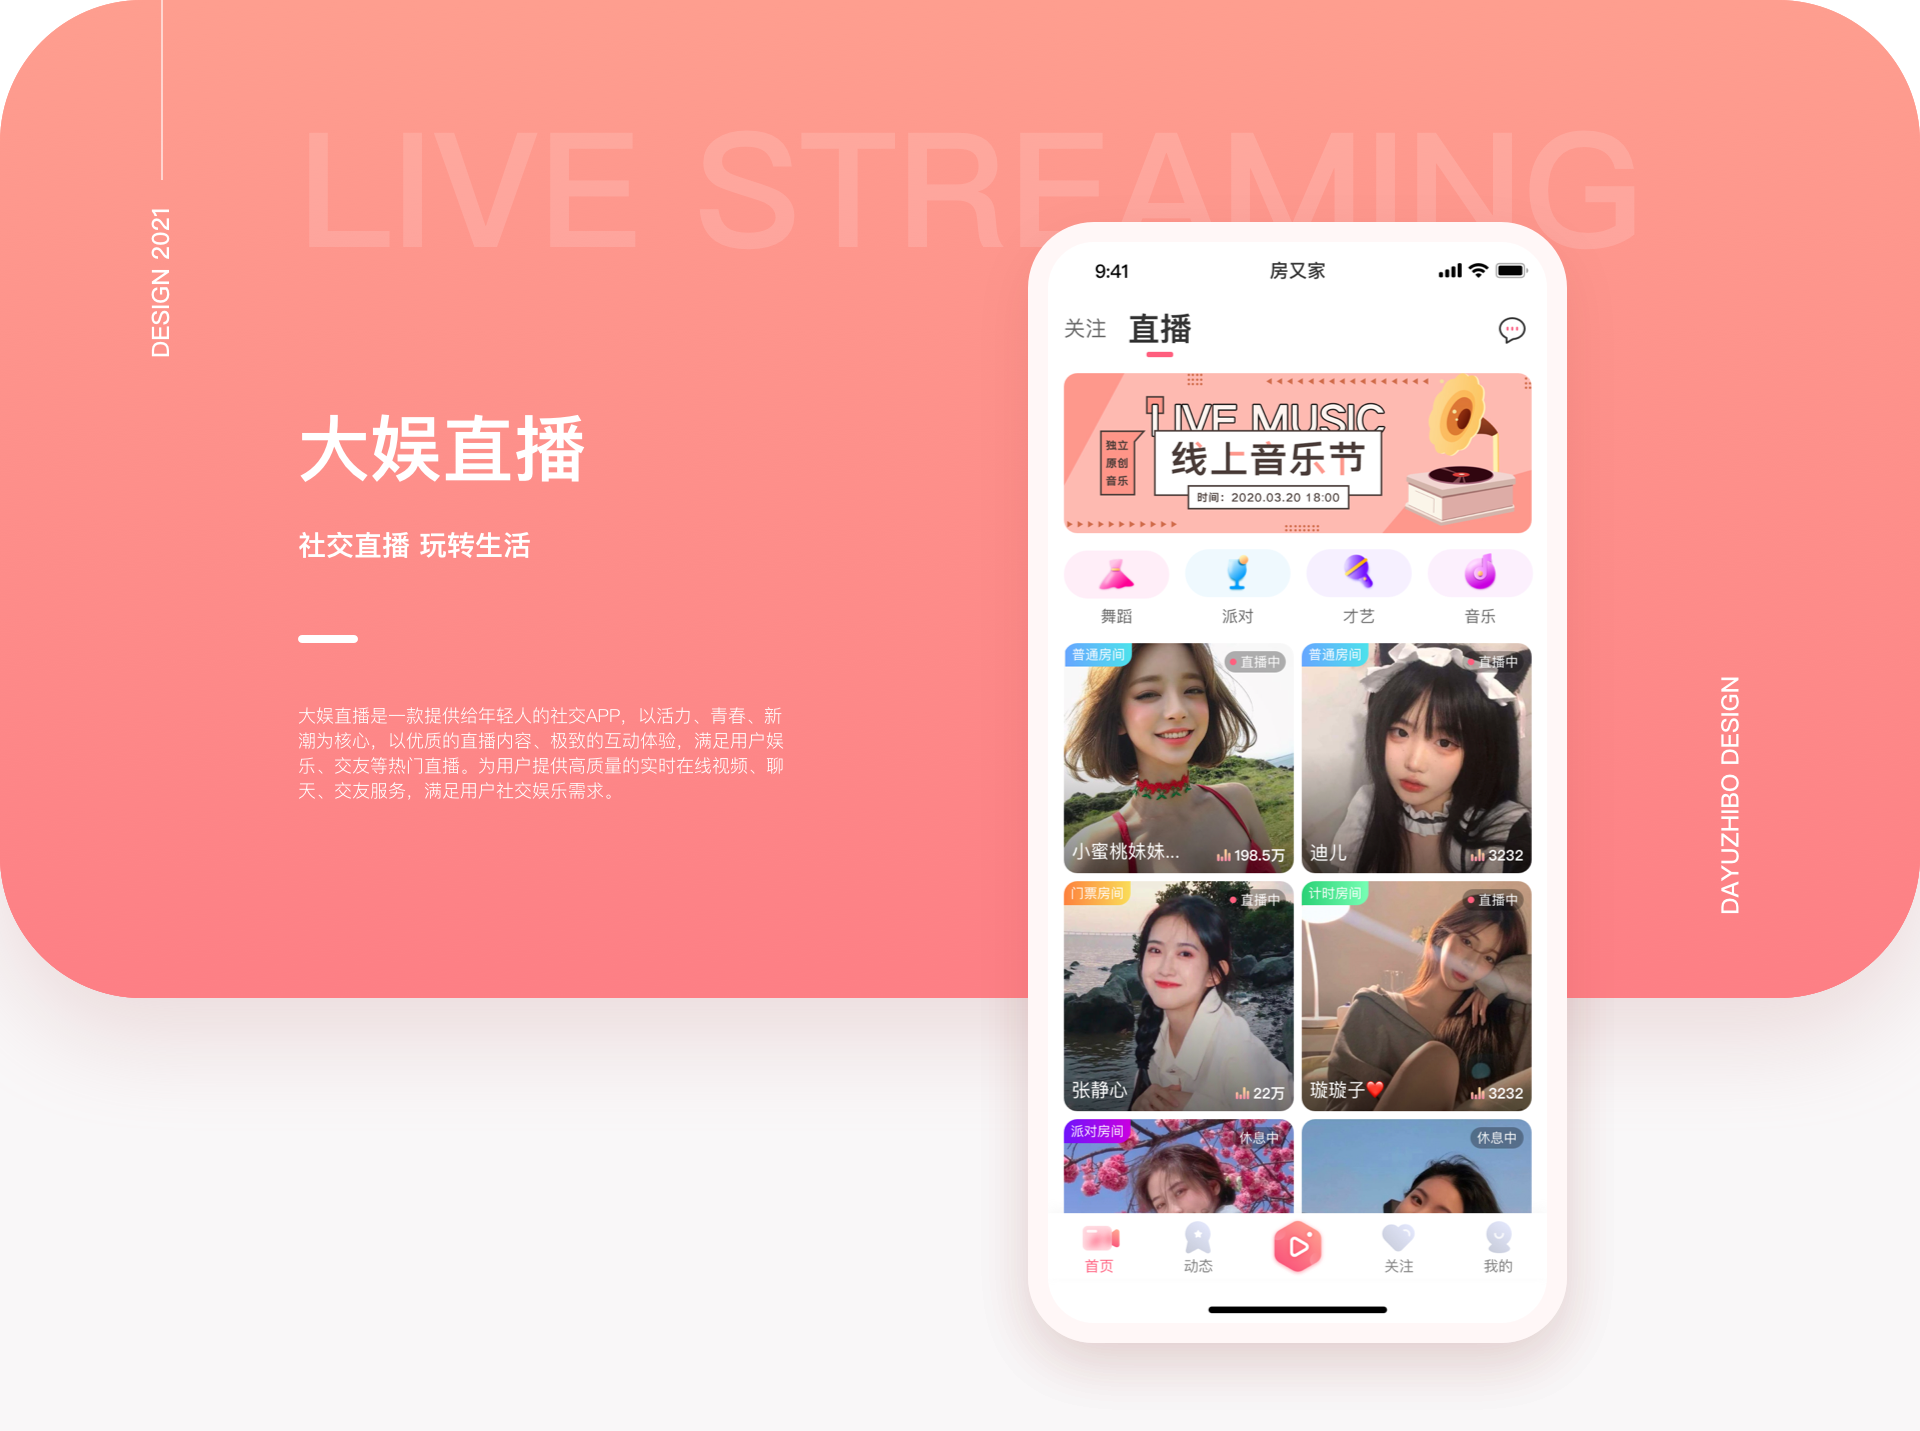 LIVE STREAMING
DESIGN 2021
大娱直播
社交直播 玩转生活
大娱直播是一款提供给年轻人的社交APP，以活力、青春、新
潮为核心，以优质的直播内容、极致的互动体验，满足用户娱
乐、交友等热门直播。为用户提供高质量的实时在线视频、聊
天、交友服务，满足用户社交娱乐需求。
DAYUZHIBO DESIGN
9:41
房又家
关注 直播
LIVE MUSIC
独立
原创
音乐
线上音乐节
时间：2020.03.20 18:00
舞蹈 派对 才艺 音乐
普通房间 直播中
小蜜桃妹妹... 198.5万
普通房间 直播中
迪儿 3232
门票房间 直播中
张静心 22万
计时房间 直播中
璇璇子❤️ 3232
派对房间 休息中
休息中
首页 动态 关注 我的